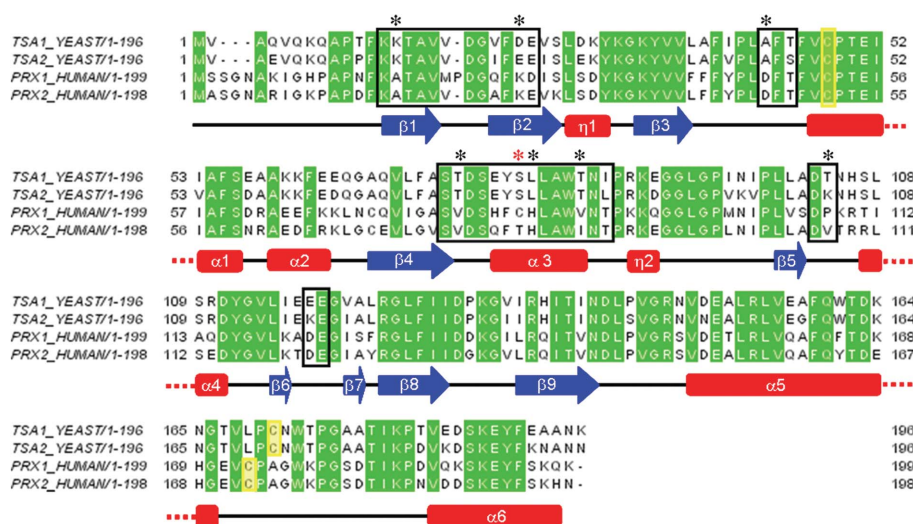 * * *
TSA1_YEAST/1-196 1 MV---AQVQKQAPTFKKTAVV-DGVFDEVSLDKYKGKYVVLAFIPLAFTFVCPTEI 52
TSA2_YEAST/1-196 1 MV---AEVQKQAPPFKKTAVV-DGIFEEISLEKYKGKYVVLAFVPLAFSFVCPTEI 52
PRX1_HUMAN/1-199 1 MSSGNAKIGHPAPNFKATAVMPDGQFKDISLSDYKGKYVVFFFYPLDFTFVCPTEI 56
PRX2_HUMAN/1-198 1 MASGNARIGKPAPDFKATAVV-DGAFKEVKLSDYKGKYVVLFFYPLDFTFVCPTEI 55
β1 β2 η1 β3
* * * * *
TSA1_YEAST/1-196 53 IAFSEAAKKFEEQGAQVLFASTDSEYSLLAWTNIPRKEGGLGPINIPLLADTNHSL 108
TSA2_YEAST/1-196 53 VAFSDAAKKFEDQGAQVLFASTDSEYSLLAWTNLPRKDGGLGPVKVPLLADKNHSL 108
PRX1_HUMAN/1-199 57 IAFSDRAEEFKKLNCQVIGASVDSHFCHLAWVNTPKKQGGLGPMNIPLVSDPKRTI 112
PRX2_HUMAN/1-198 56 IAFSNRAEDFRKLGCEVLGVSVDSQFTHLAWINTPRKEGGLGPLNIPLLADVTRRL 111
α1 α2 β4 α 3 η2 β5
TSA1_YEAST/1-196 109 SRDYGVLIEEEGVALRGLFIIDPKGVIRHITINDLPVGRNVDEALRLVEAFQWTDK 164
TSA2_YEAST/1-196 109 SRDYGVLIEKEGIALRGLFIIDPKGIIRHITINDLPVGRNVNEALRLVEGFQWTDK 164
PRX1_HUMAN/1-199 113 AQDYGVLKADEGISFRGLFIIDDKGILRQITVNDLPVGRSVDETLRLVQAFQFTDK 168
PRX2_HUMAN/1-198 112 SEDYGVLKTDEGIAYRGLFIIDGKGVLRQITVNDLPVGRSVDEALRLVQAFQYTDE 167
α4 β6 β7 β8 β9 α5
TSA1_YEAST/1-196 165 NGTVLPCNWTPGAATIKPTVEDSKEYFEAANK 196
TSA2_YEAST/1-196 165 NGTVLPCNWTPGAATIKPDVKDSKEYFKNANN 196
PRX1_HUMAN/1-199 169 HGEVCPAGWKPGSDTIKPDVQKSKEYFSKQK- 199
PRX2_HUMAN/1-198 168 HGEVCPAGWKPGSDTIKPNVDDSKEYFSKHN- 198
α6